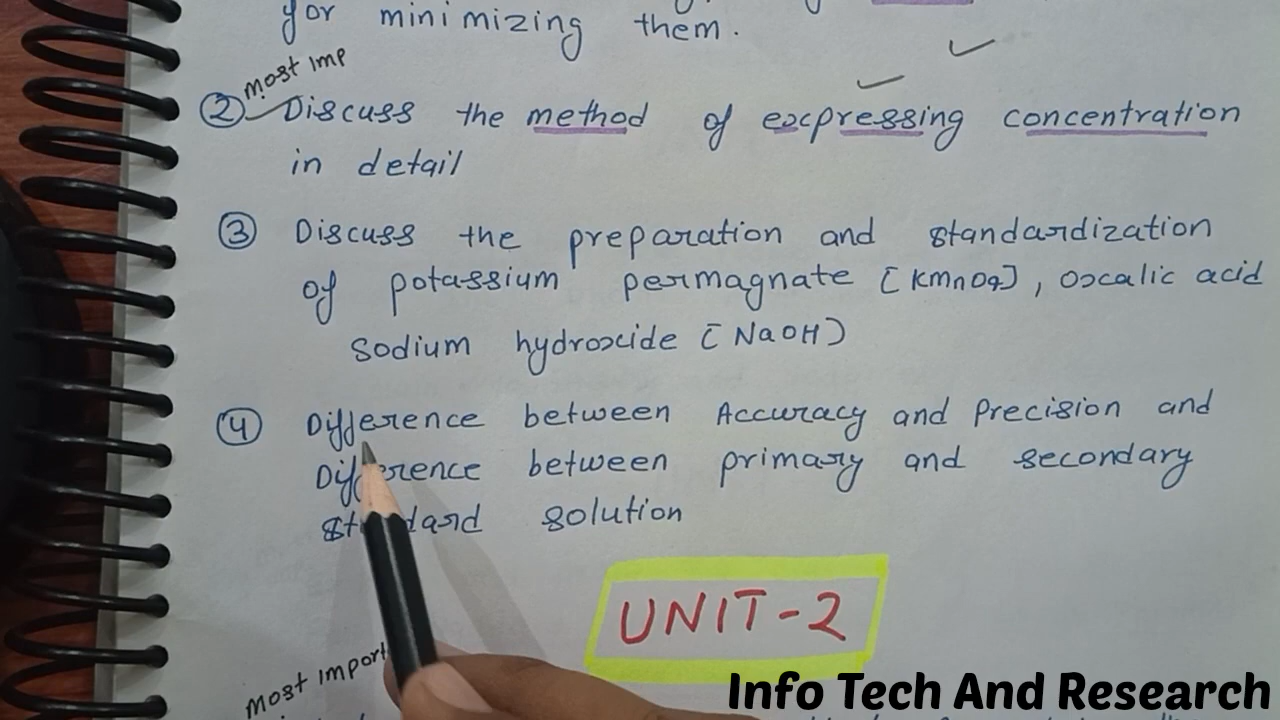 for minimizing them.
most imp
② Discuss the method of expressing concentration
in detail
③ Discuss the preparation and standardization
of potassium permagnate [KMnO4], oxalic acid
sodium hydroxide [NaOH]
④ Difference between Accuracy and Precision and
Difference between primary and secondary
standard solution
UNIT-2
Most import
Info Tech And Research